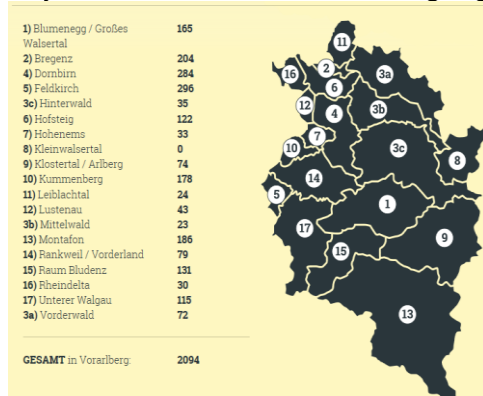 1) Blumenegg / Großes 165
Walsertal
2) Bregenz 204
4) Dornbirn 284
5) Feldkirch 296
3c) Hinterwald 35
6) Hofsteig 122
7) Hohenems 33
8) Kleinwalsertal 0
9) Klostertal / Arlberg 74
10) Kummenberg 178
11) Leiblachtal 24
12) Lustenau 43
3b) Mittelwald 23
13) Montafon 186
14) Rankweil / Vorderland 79
15) Raum Bludenz 131
16) Rheindelta 30
17) Unterer Walgau 115
3a) Vorderwald 72
GESAMT in Vorarlberg: 2094
11
2
16
3a
6
12
4
3b
7
10
3c
8
14
5
1
17
9
15
13